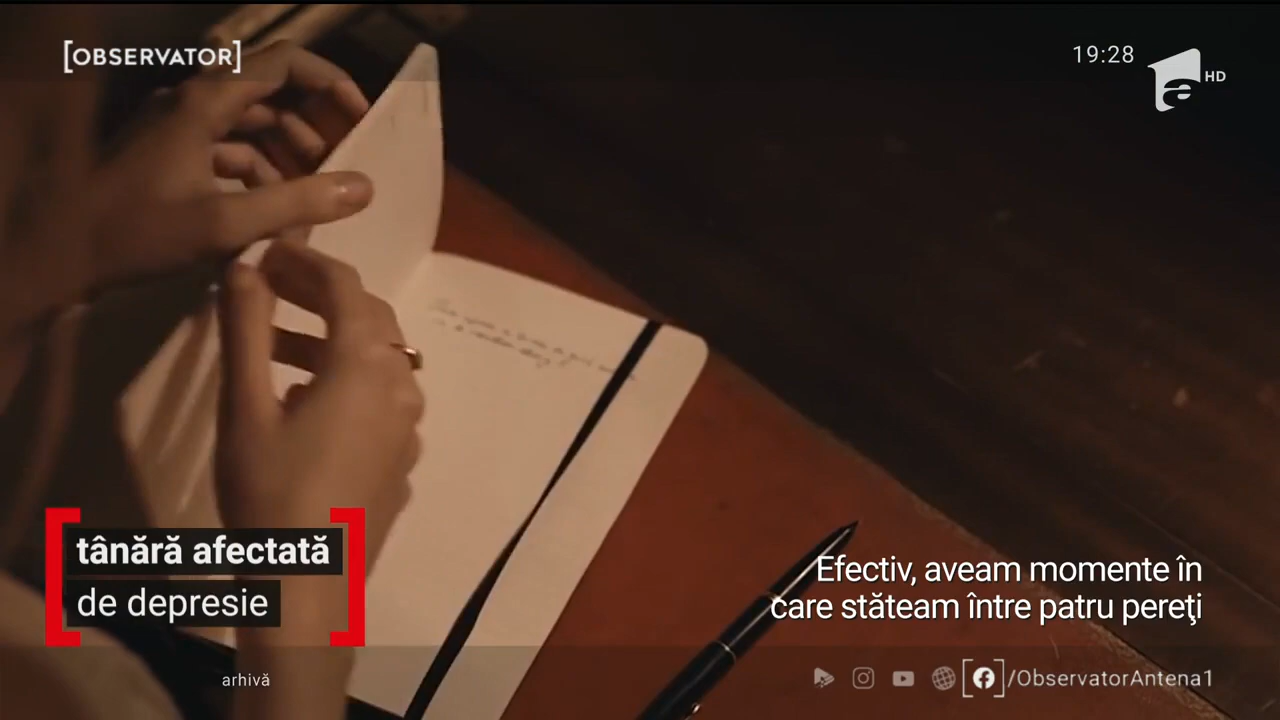 [OBSERVATOR]
19:28
a HD
tânără afectată
de depresie
Efectiv, aveam momente în
care stăteam între patru pereţi
arhivă
/ObservatorAntena1